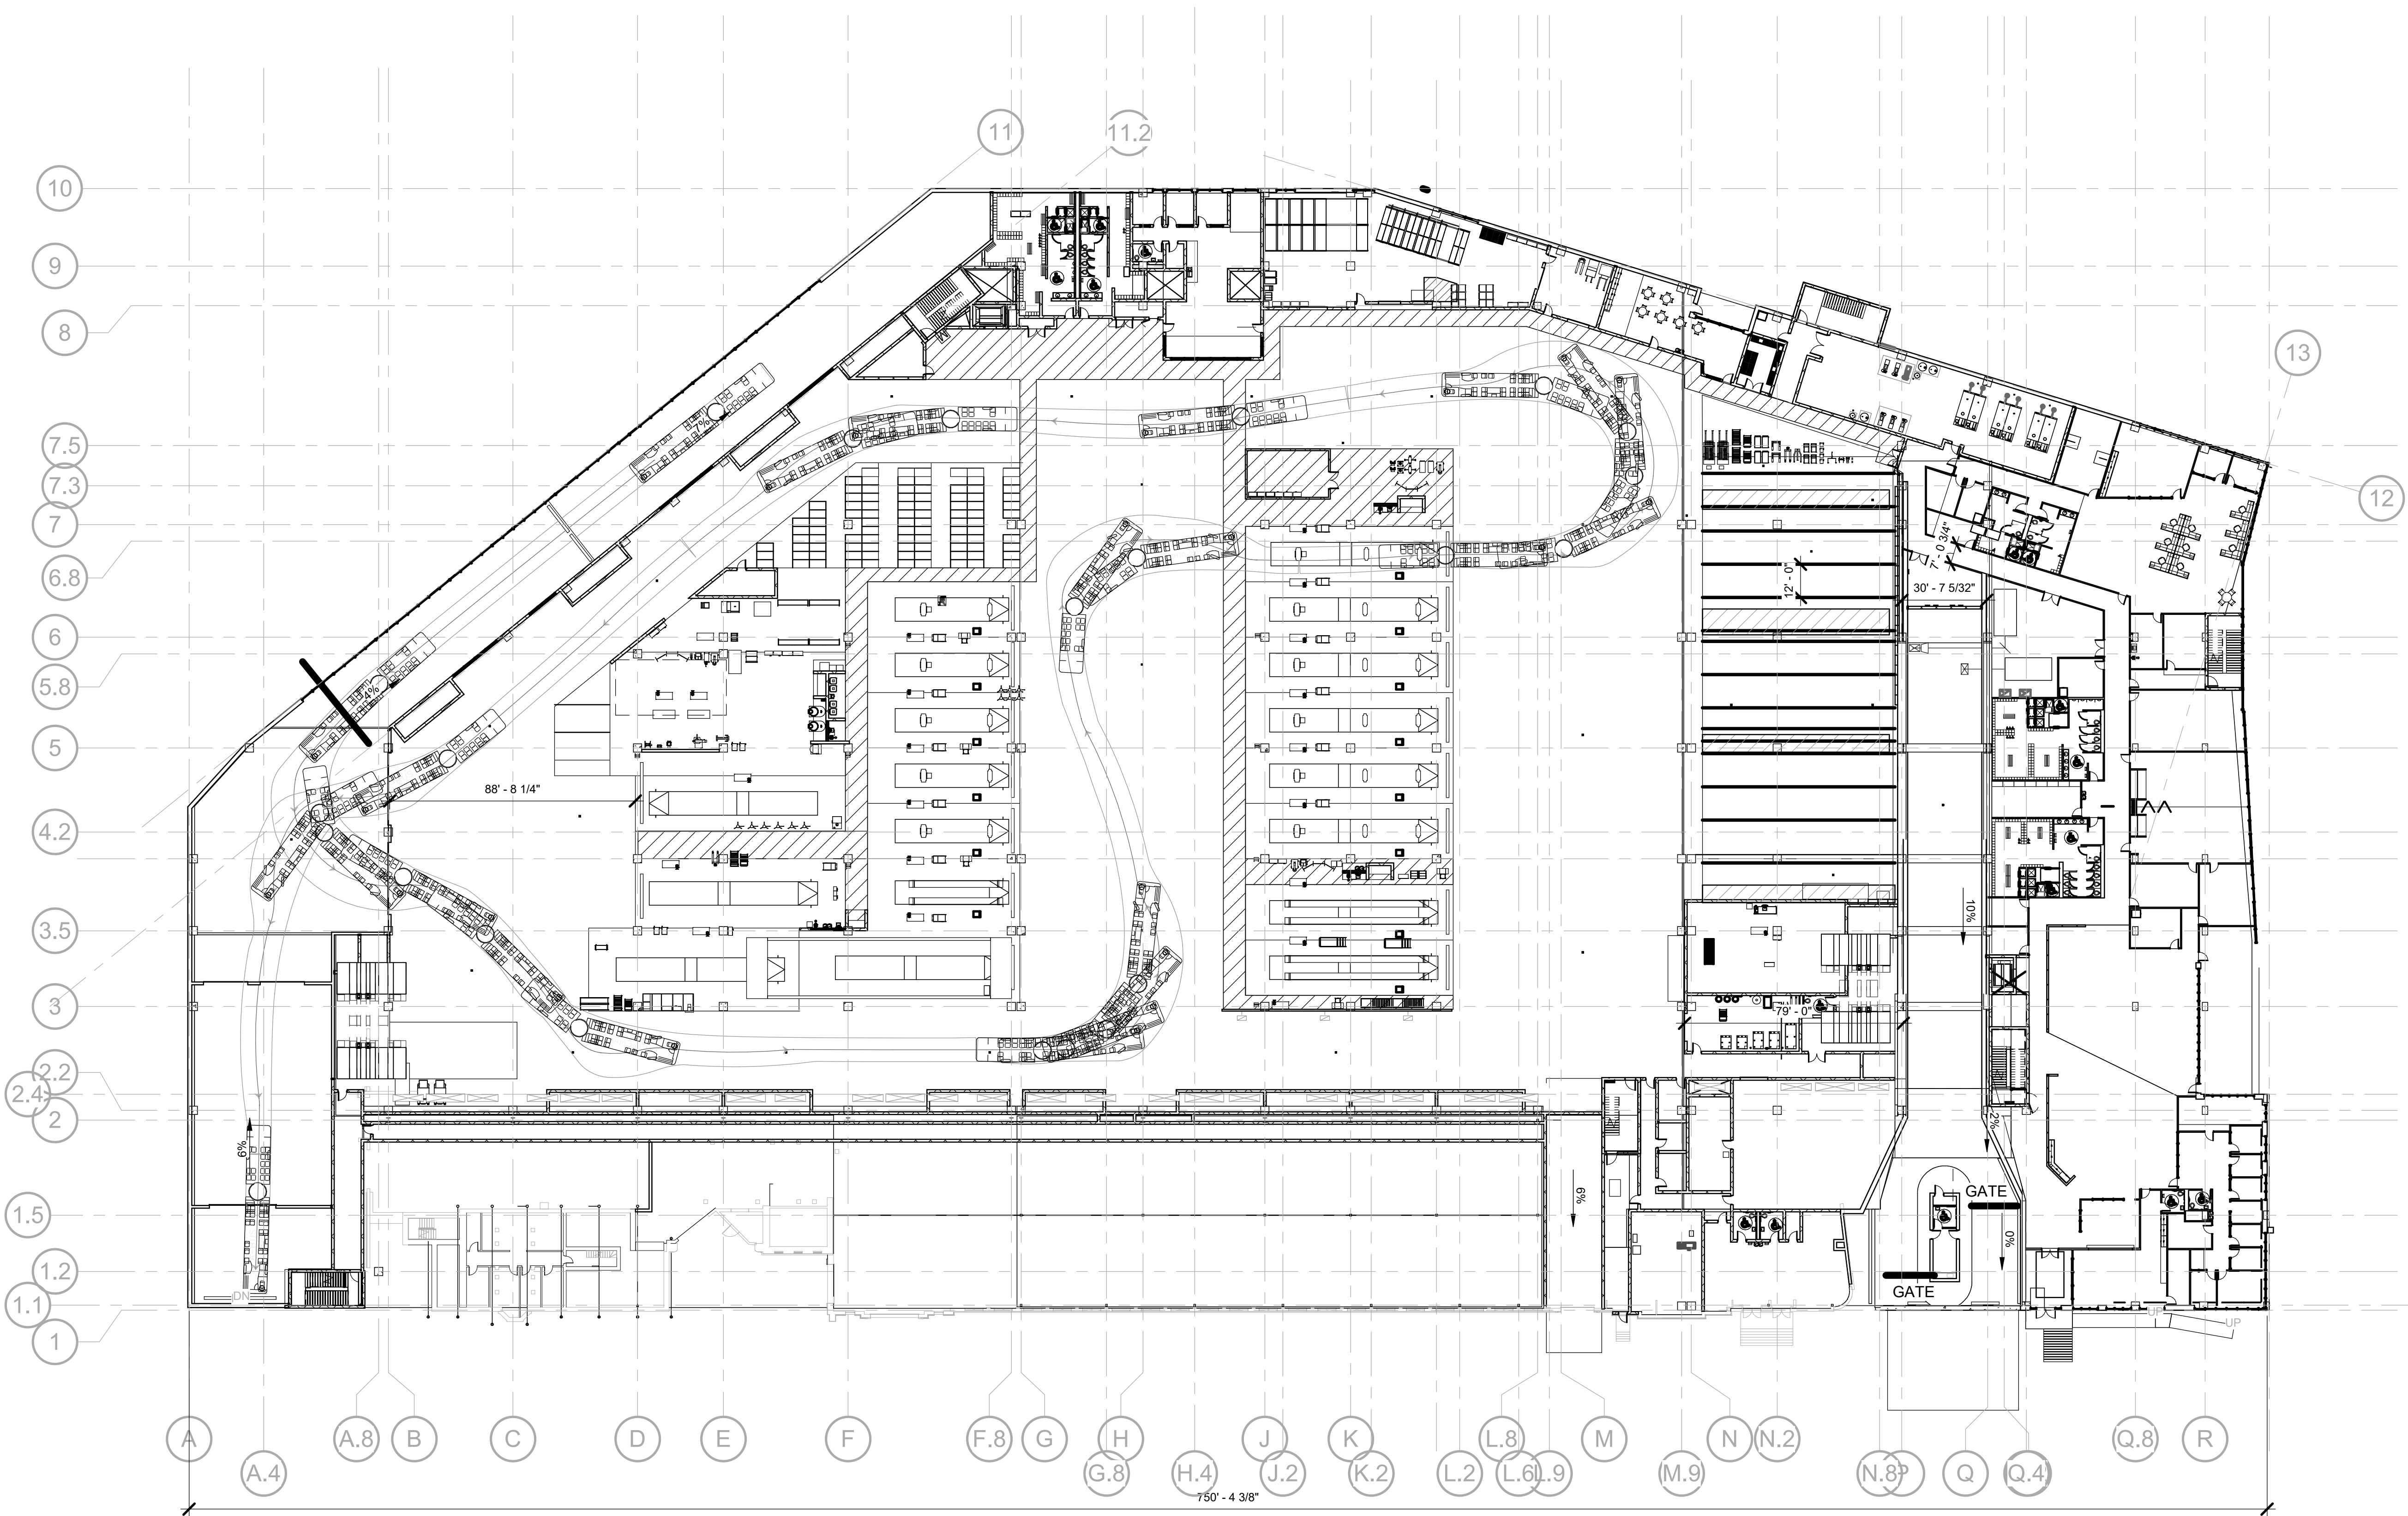 11
11.2
10
9
8
13
7%
7.5
7.3
12
7
7' - 0 3/4"
6.8
12' - 0"
30' - 7 5/32"
6
5.8
4%
5
88' - 8 1/4"
4.2
10%
3.5
3
79' - 0"
2.2
2.4
2
2%
6%
6%
GATE
1.5
0%
1.2
DN
GATE
1.1
UP
UP
1
A
A.8
B
C
D
E
F
F.8
G
H
J
K
L.8
M
N
N.2
P
Q
Q.8
R
A.4
G.8
H.4
J.2
K.2
L.2
L.6
L.9
M.9
N.8
Q.4
750' - 4 3/8"